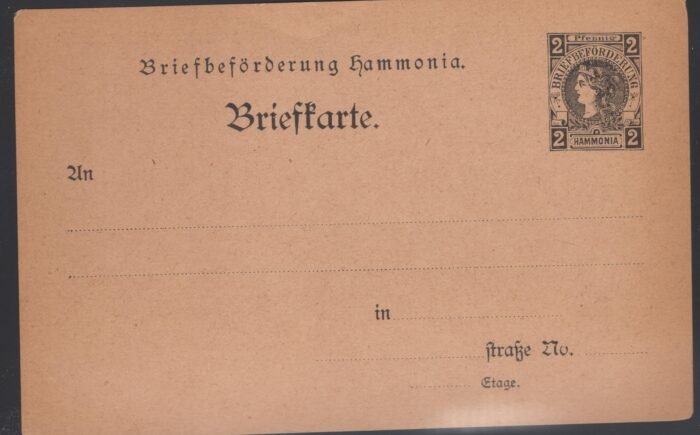 Briefbeförderung Hammonia.
2 Pfennig 2
BRIEFBEFÖRDERUNG
2 HAMMONIA 2
Briefkarte.
An
in
straße No.
Etage.